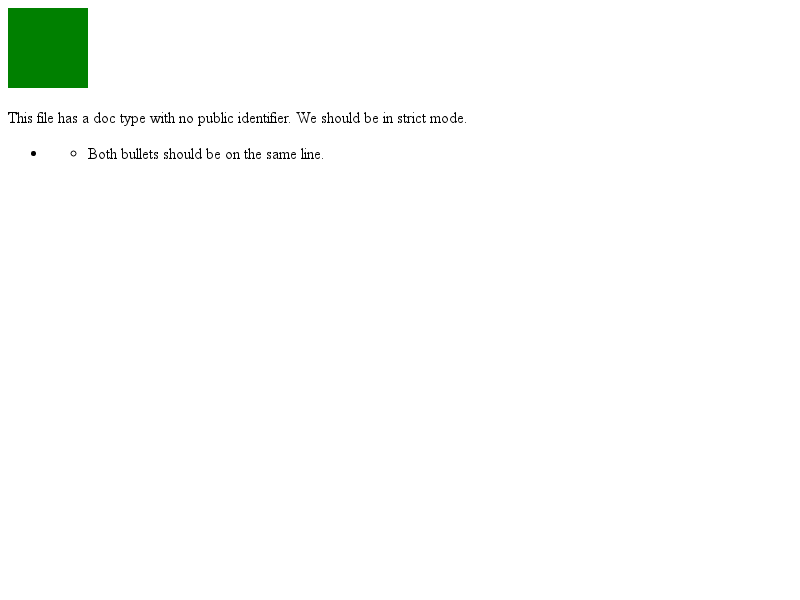 This file has a doc type with no public identifier. We should be in strict mode.
Both bullets should be on the same line.